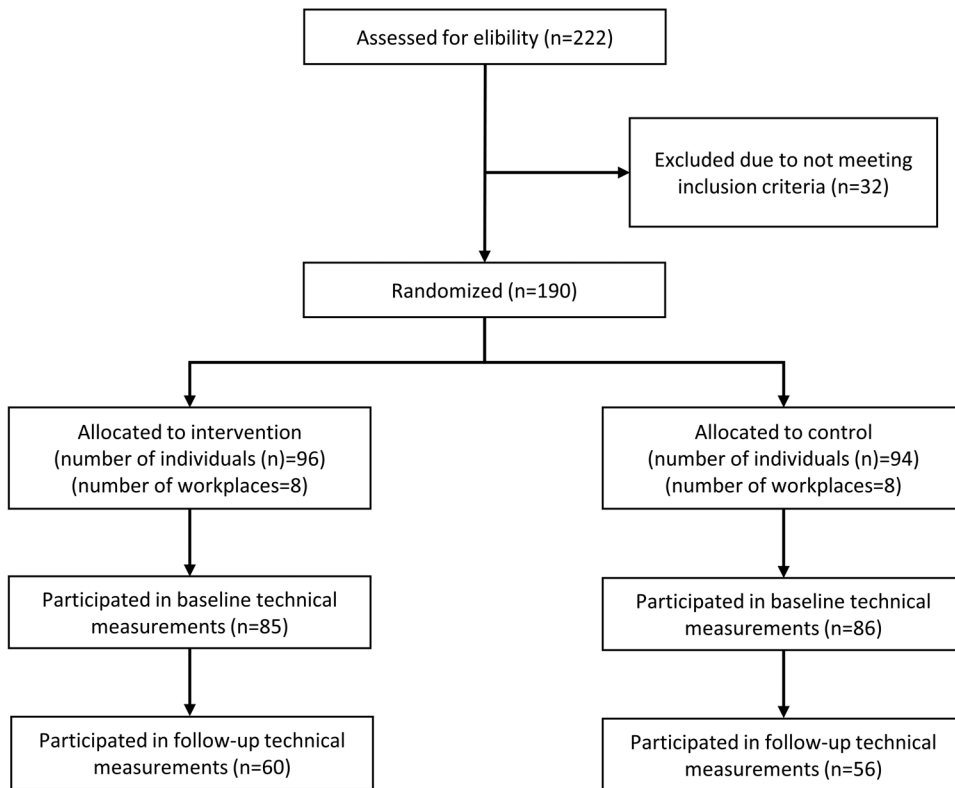 Assessed for elibility (n=222)
Excluded due to not meeting
inclusion criteria (n=32)
Randomized (n=190)
Allocated to intervention
(number of individuals (n)=96)
(number of workplaces=8)
Allocated to control
(number of individuals (n)=94)
(number of workplaces=8)
Participated in baseline technical
measurements (n=85)
Participated in baseline technical
measurements (n=86)
Participated in follow-up technical
measurements (n=60)
Participated in follow-up technical
measurements (n=56)